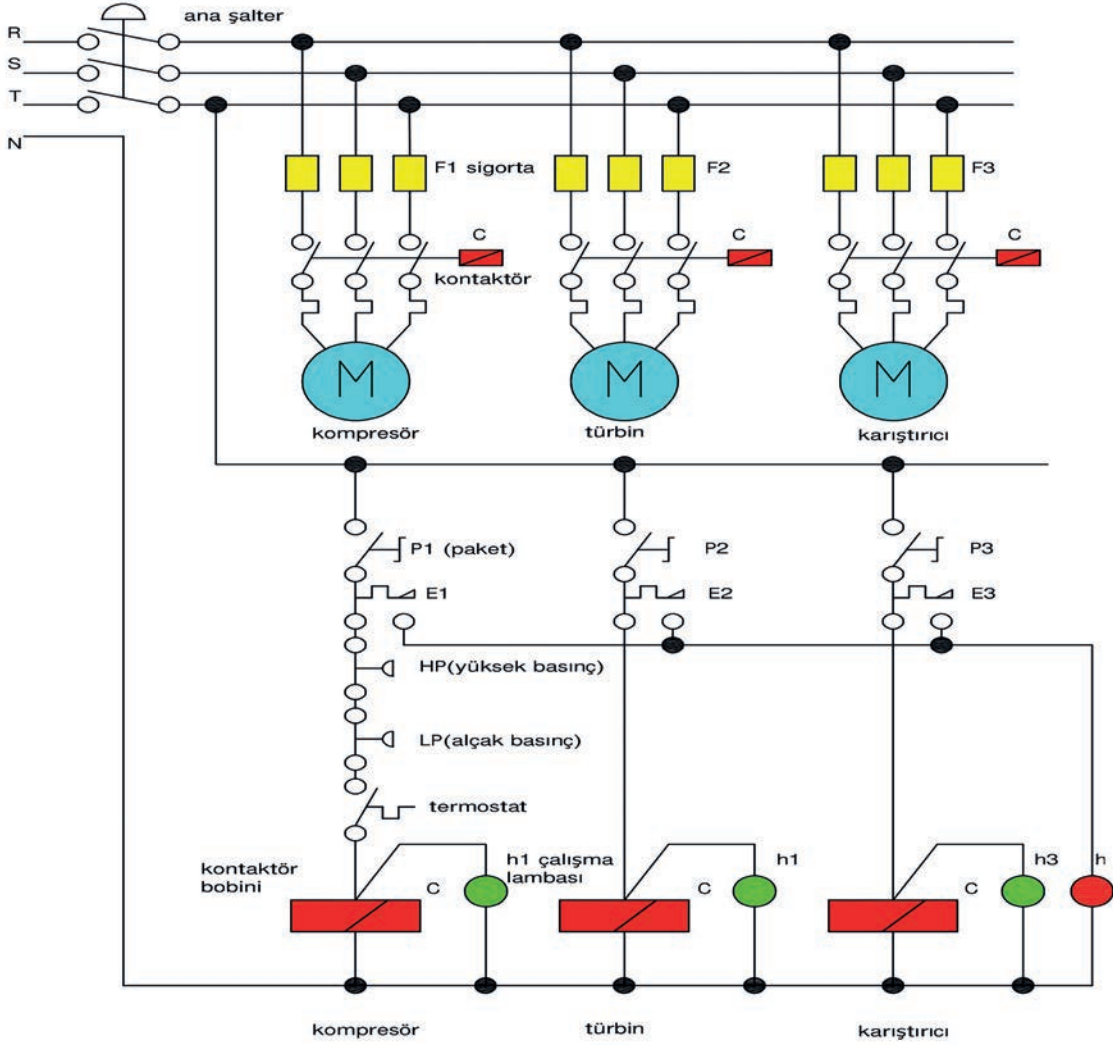 ana şalter
R
S
T
N
F1 sigorta
F2
F3
C
C
C
kontaktör
M
M
M
kompresör
türbin
karıştırıcı
P1 (paket)
P2
P3
E1
E2
E3
HP(yüksek basınç)
LP(alçak basınç)
termostat
kontaktör
bobini
C
h1 çalışma
lambası
C
h1
C
h3
h
kompresör
türbin
karıştırıcı